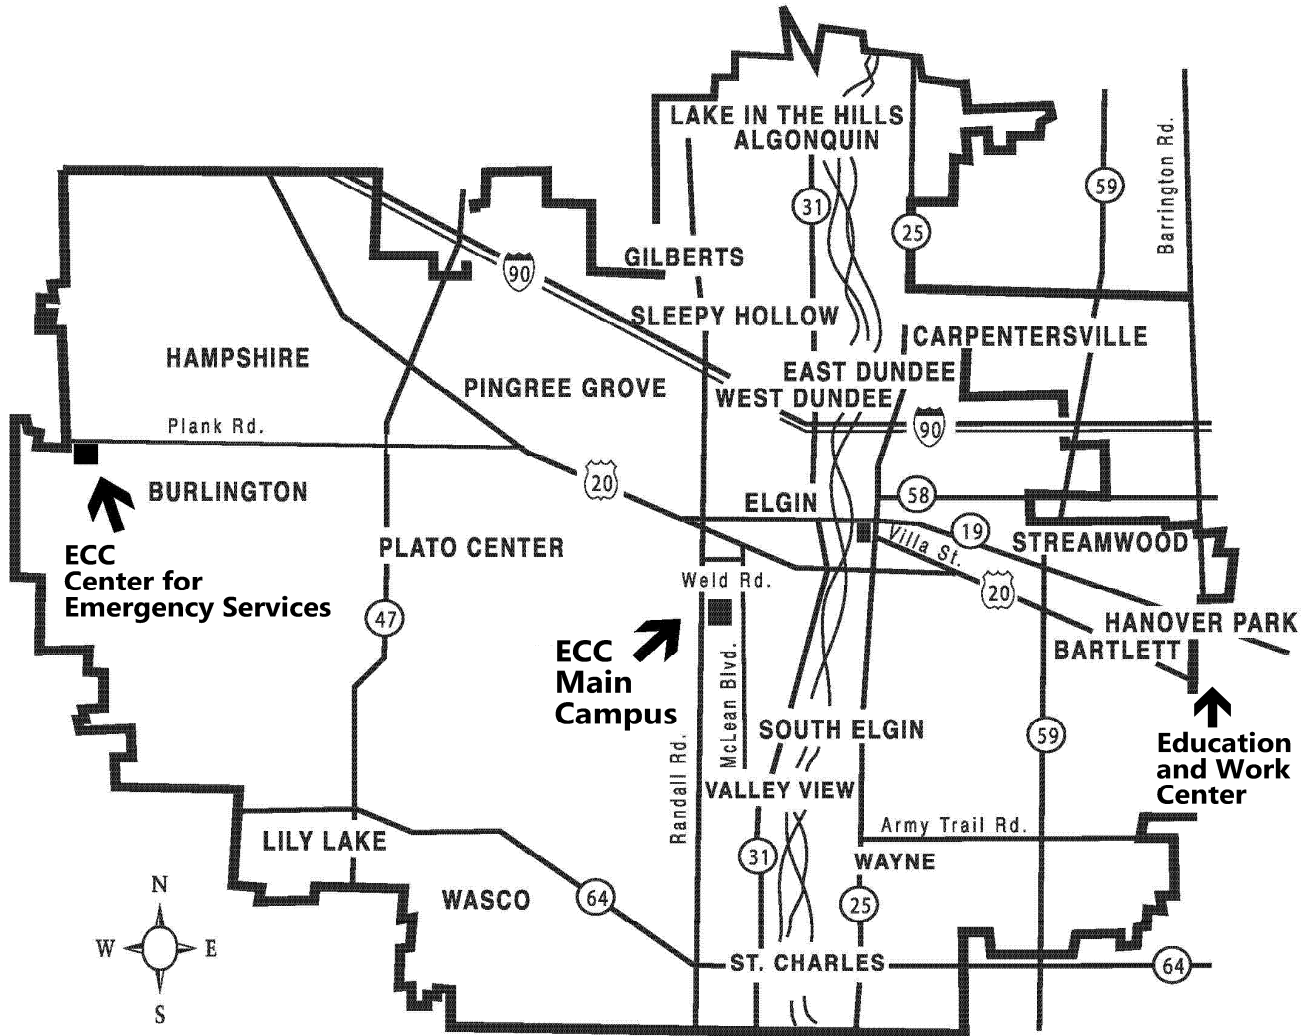 LAKE IN THE HILLS
ALGONQUIN
Barrington Rd.
59
31
25
GILBERTS
90
SLEEPY HOLLOW
CARPENTERSVILLE
HAMPSHIRE
EAST DUNDEE
PINGREE GROVE
WEST DUNDEE
Plank Rd.
90
20
BURLINGTON
58
ELGIN
19
Villa St.
STREAMWOOD
PLATO CENTER
ECC
Center for
Emergency Services
Weld Rd.
20
47
HANOVER PARK
BARTLETT
ECC
Main
Campus
McLean Blvd.
Randall Rd.
SOUTH ELGIN
59
Education
and Work
Center
VALLEY VIEW
Army Trail Rd.
LILY LAKE
31
WAYNE
WASCO
64
25
N
W
E
S
ST. CHARLES
64